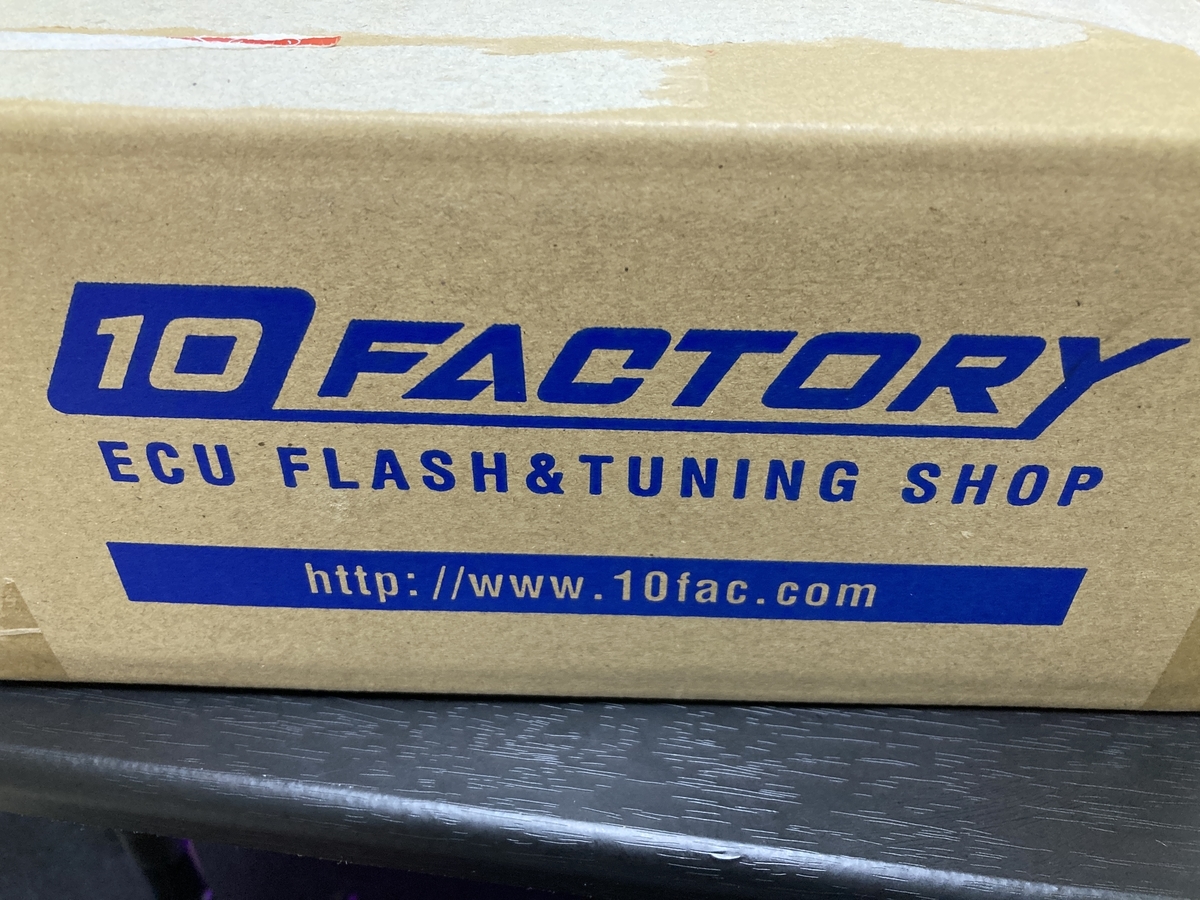 10 FACTORY
ECU FLASH&TUNING SHOP
http://www.10fac.com